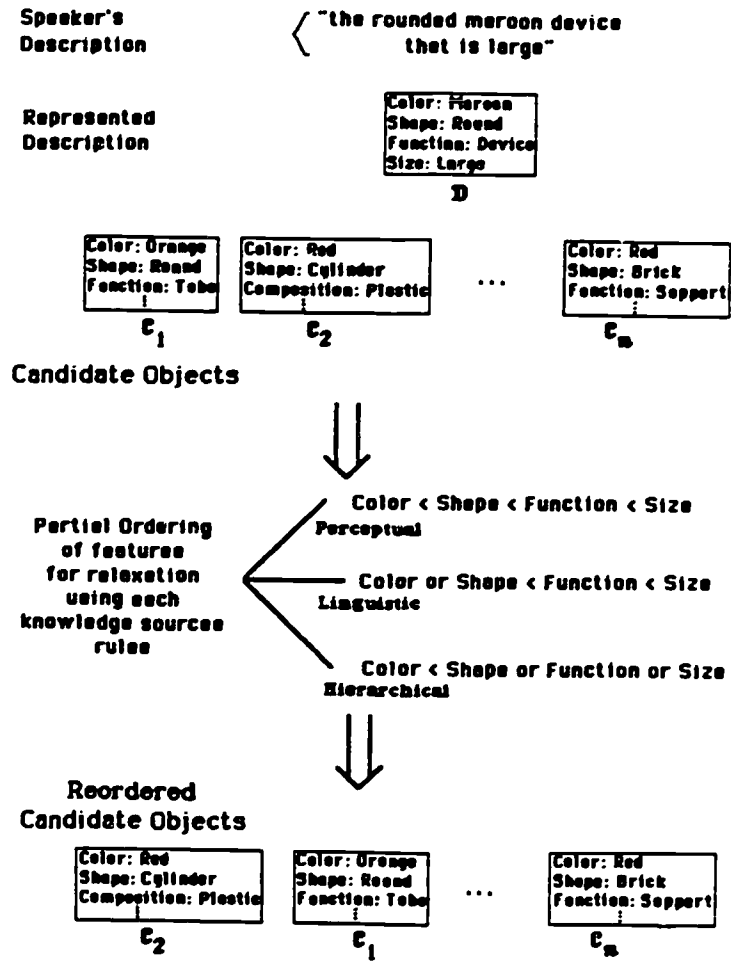 Speaker's
Description
"the rounded maroon device
that is large"
Represented
Description
Color: Maroon
Shape: Round
Function: Device
Size: Large
D
Color: Orange
Shape: Round
Function: Tube
C1
Color: Red
Shape: Cylinder
Composition: Plastic
C2
...
Color: Red
Shape: Brick
Function: Support
Cn
Candidate Objects
Partial Ordering
of features
for relaxation
using each
knowledge sources
rules
Color < Shape < Function < Size
Perceptual
Color or Shape < Function < Size
Linguistic
Color < Shape or Function or Size
Hierarchical
Reordered
Candidate Objects
Color: Red
Shape: Cylinder
Composition: Plastic
C2
Color: Orange
Shape: Round
Function: Tube
C1
...
Color: Red
Shape: Brick
Function: Support
Cn